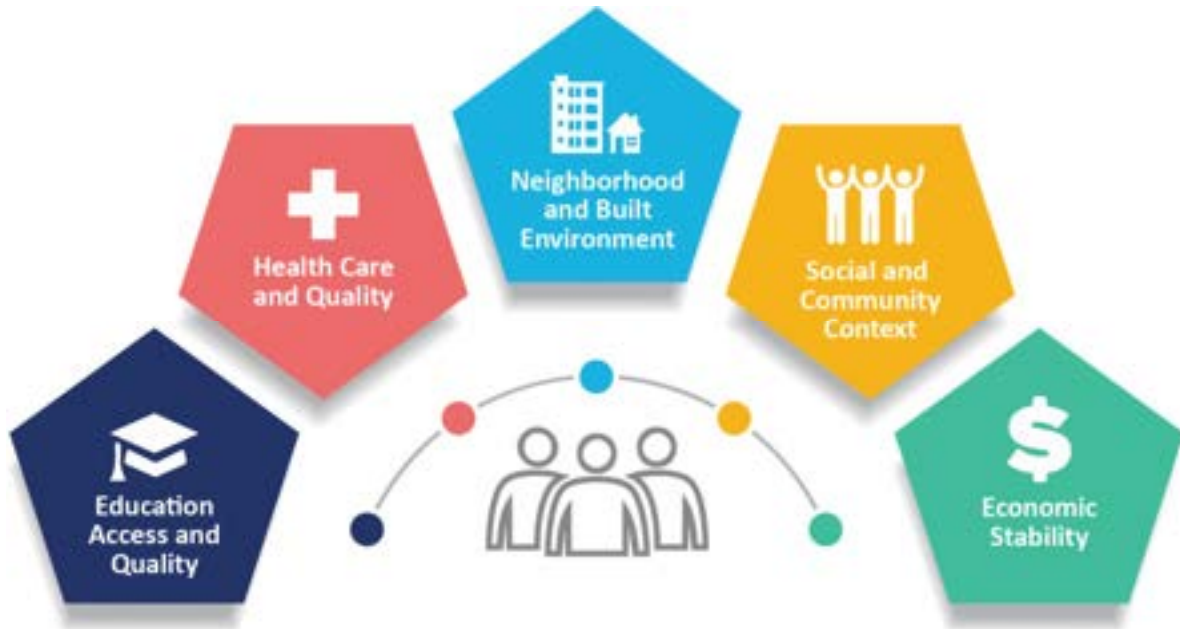 Neighborhood
and Built
Environment
Health Care
and Quality
Social and
Community
Context
Education
Access and
Quality
$
Economic
Stability